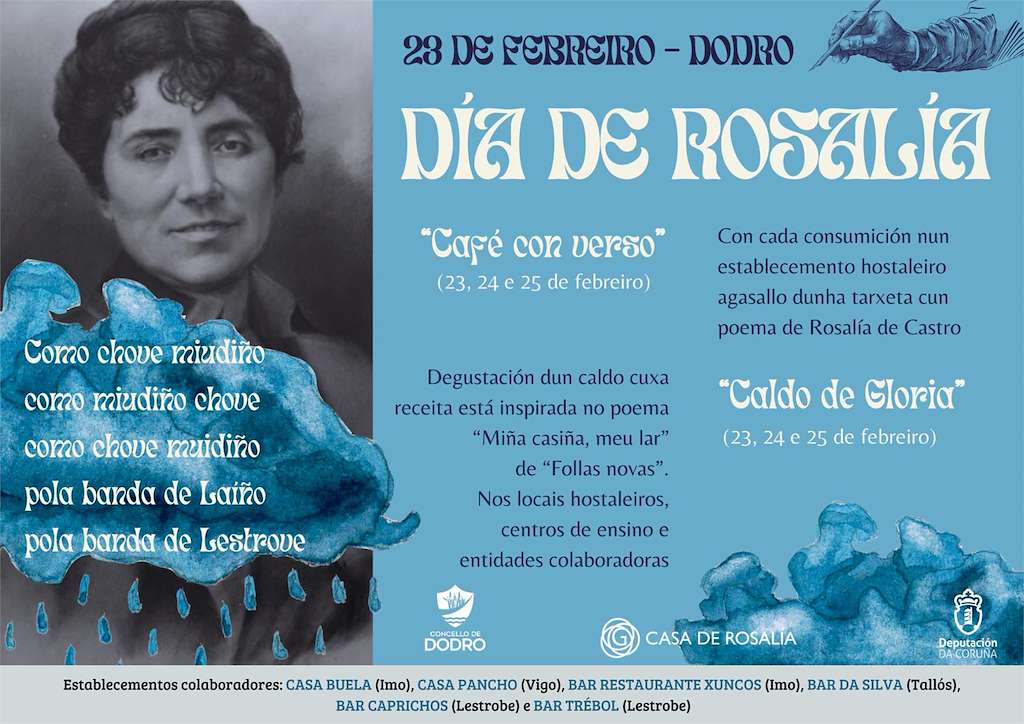 23 DE FEBREIRO - DODRO
DÍA DE ROSALÍA
“Café con verso”
(23, 24 e 25 de febreiro)
Con cada consumición nun
establecemento hostaleiro
agasallo dunha tarxeta cun
poema de Rosalía de Castro
Como chove miudiño
como miudiño chove
como chove muidiño
pola banda de Laíño
pola banda de Lestrove
Degustación dun caldo cuxa
receita está inspirada no poema
“Miña casiña, meu lar”
de “Follas novas”.
Nos locais hostaleiros,
centros de ensino e
entidades colaboradoras
“Caldo de Gloria”
(23, 24 e 25 de febreiro)
CONCELLO DE
DODRO
CASA DE ROSALÍA
Deputación
DA CORUÑA
Establecementos colaboradores: CASA BUELA (Imo), CASA PANCHO (Vigo), BAR RESTAURANTE XUNCOS (Imo), BAR DA SILVA (Tallós),
BAR CAPRICHOS (Lestrobe) e BAR TRÉBOL (Lestrobe)